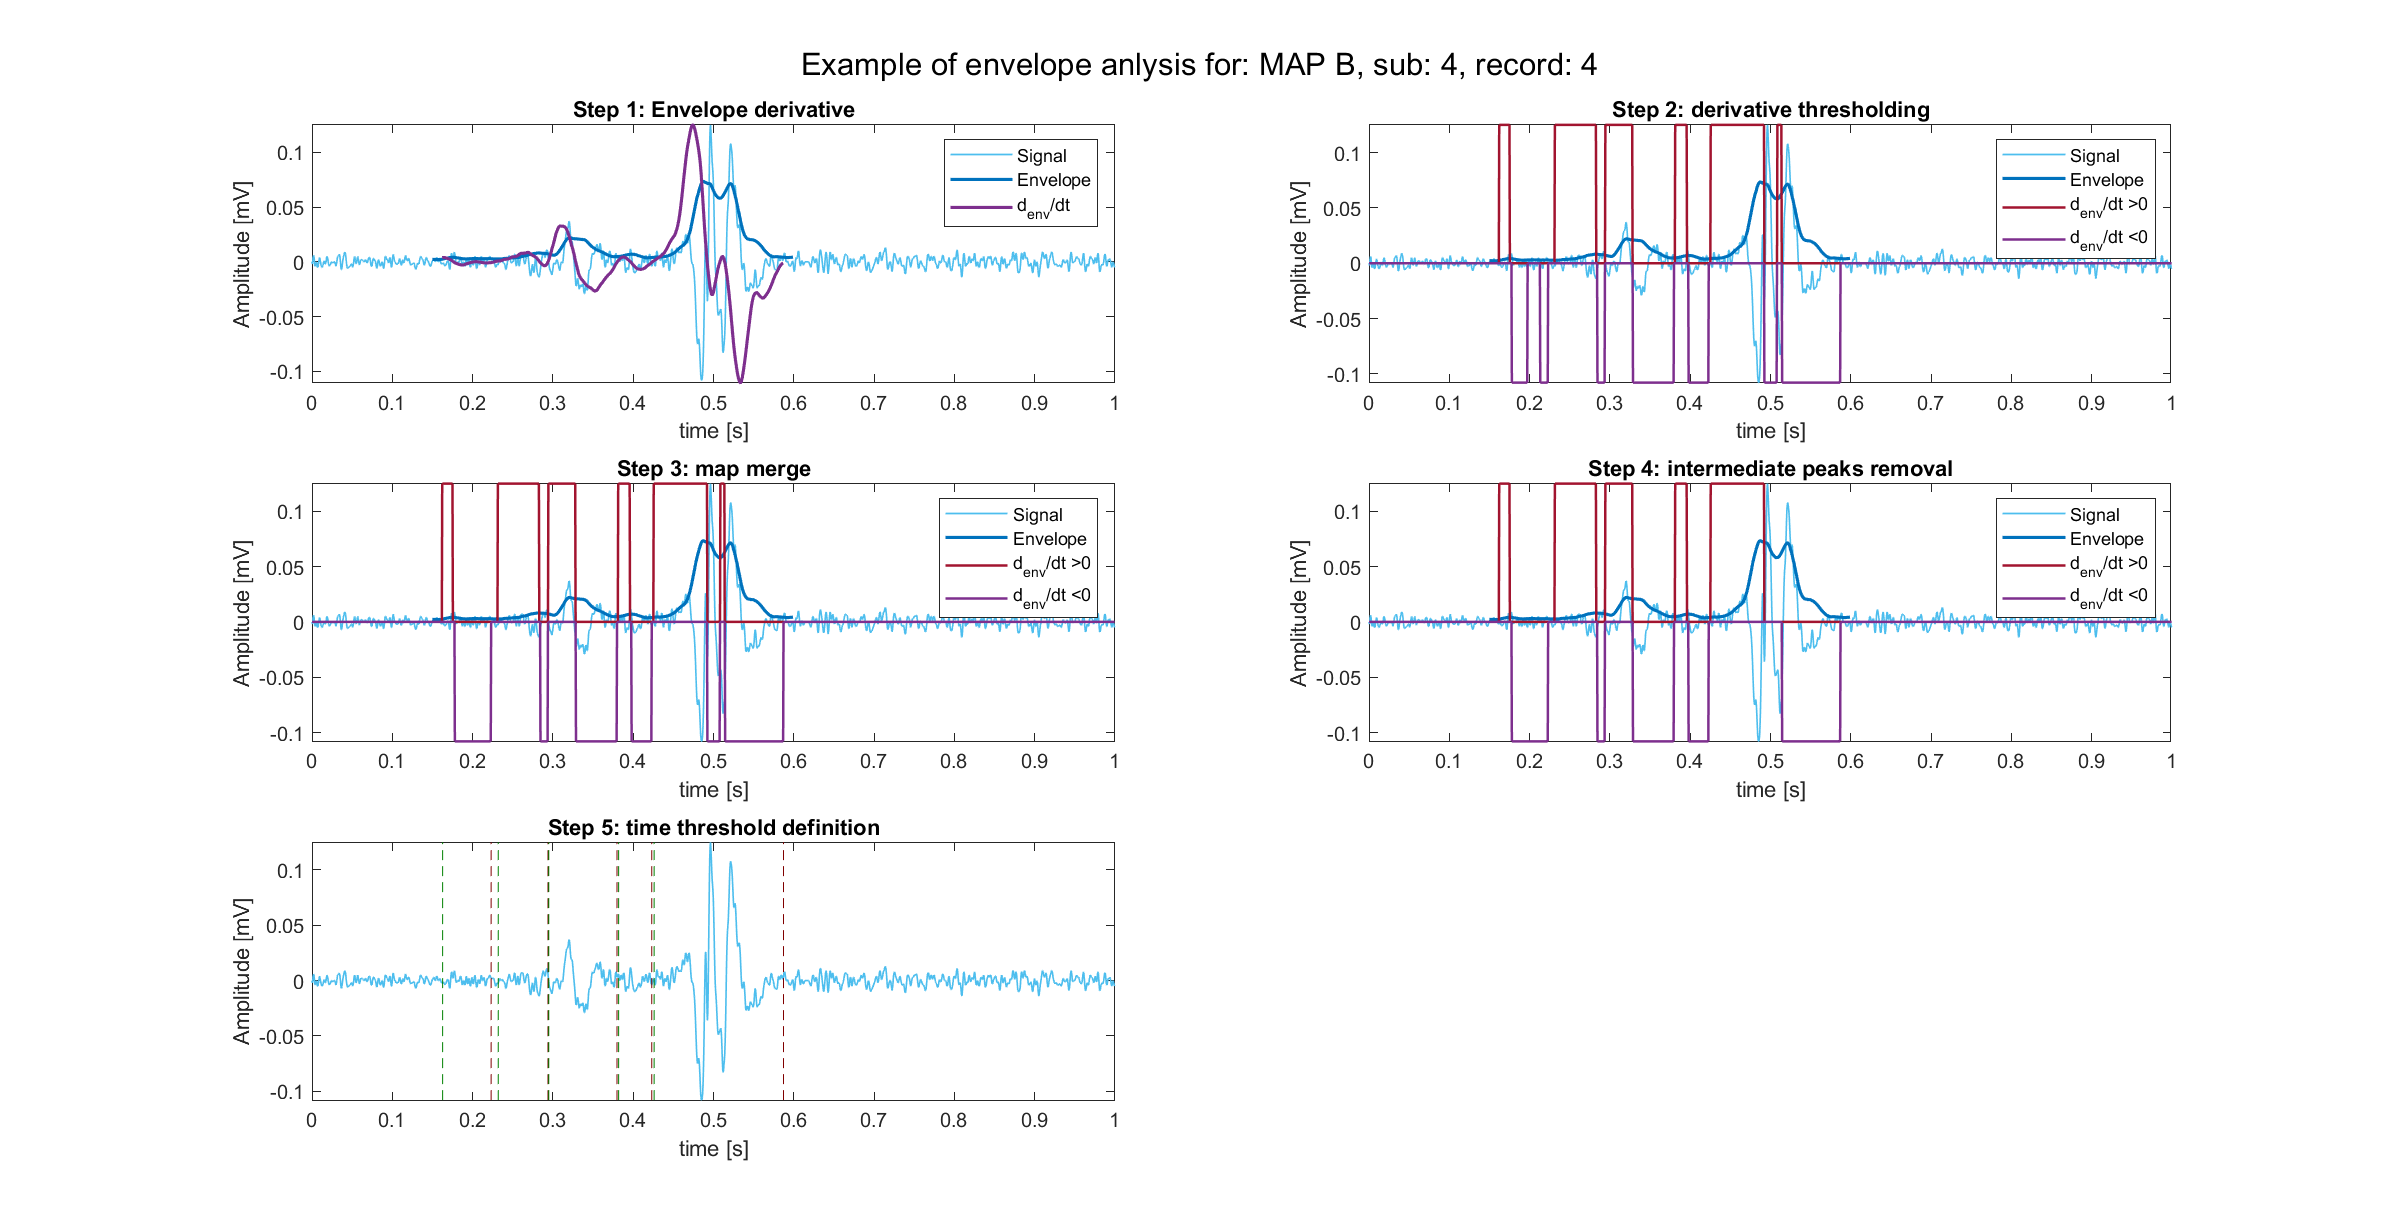 Example of envelope anlysis for: MAP B, sub: 4, record: 4
Step 1: Envelope derivative
Amplitude [mV]
0.1
0.05
0
-0.05
-0.1
Signal
Envelope
d_env/dt
0 0.1 0.2 0.3 0.4 0.5 0.6 0.7 0.8 0.9 1
time [s]
Step 2: derivative thresholding
Amplitude [mV]
0.1
0.05
0
-0.05
-0.1
Signal
Envelope
d_env/dt >0
d_env/dt <0
0 0.1 0.2 0.3 0.4 0.5 0.6 0.7 0.8 0.9 1
time [s]
Step 3: map merge
Amplitude [mV]
0.1
0.05
0
-0.05
-0.1
Signal
Envelope
d_env/dt >0
d_env/dt <0
0 0.1 0.2 0.3 0.4 0.5 0.6 0.7 0.8 0.9 1
time [s]
Step 4: intermediate peaks removal
Amplitude [mV]
0.1
0.05
0
-0.05
-0.1
Signal
Envelope
d_env/dt >0
d_env/dt <0
0 0.1 0.2 0.3 0.4 0.5 0.6 0.7 0.8 0.9 1
time [s]
Step 5: time threshold definition
Amplitude [mV]
0.1
0.05
0
-0.05
-0.1
0 0.1 0.2 0.3 0.4 0.5 0.6 0.7 0.8 0.9 1
time [s]